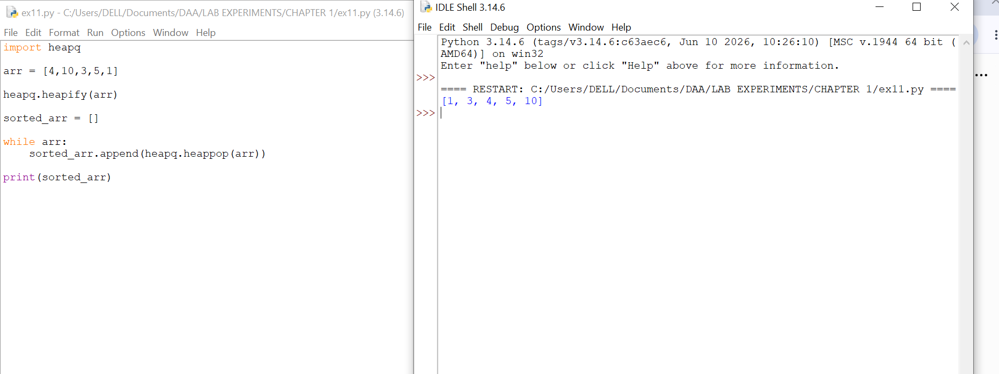 ex11.py - C:/Users/DELL/Documents/DAA/LAB EXPERIMENTS/CHAPTER 1/ex11.py (3.14.6)
File Edit Format Run Options Window Help
import heapq
arr = [4,10,3,5,1]
heapq.heapify(arr)
sorted_arr = []
while arr:
    sorted_arr.append(heapq.heappop(arr))
print(sorted_arr)
IDLE Shell 3.14.6
File Edit Shell Debug Options Window Help
Python 3.14.6 (tags/v3.14.6:c63aec6, Jun 10 2026, 10:26:10) [MSC v.1944 64 bit (
AMD64)] on win32
Enter "help" below or click "Help" above for more information.
>>>
==== RESTART: C:/Users/DELL/Documents/DAA/LAB EXPERIMENTS/CHAPTER 1/ex11.py ====
[1, 3, 4, 5, 10]
>>>